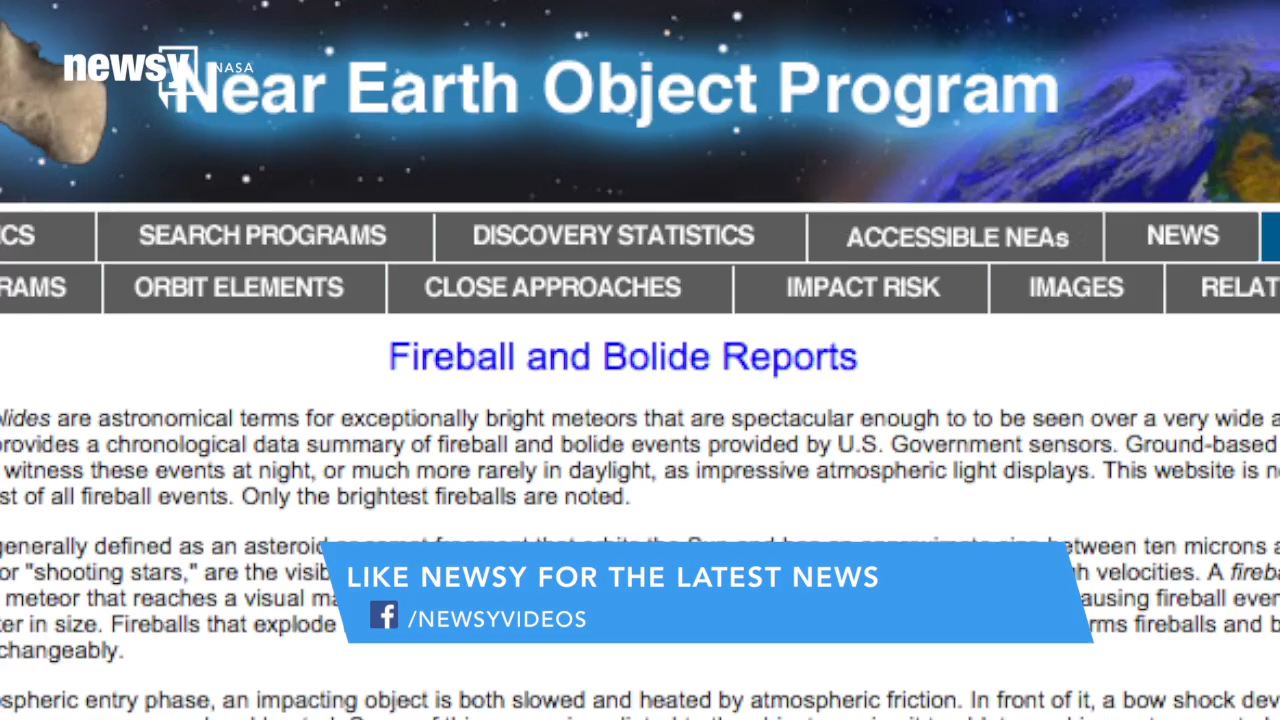 newsy NASA
Near Earth Object Program
ICS SEARCH PROGRAMS DISCOVERY STATISTICS ACCESSIBLE NEAs NEWS
RAMS ORBIT ELEMENTS CLOSE APPROACHES IMPACT RISK IMAGES RELAT
Fireball and Bolide Reports
lides are astronomical terms for exceptionally bright meteors that are spectacular enough to to be seen over a very wide a
provides a chronological data summary of fireball and bolide events provided by U.S. Government sensors. Ground-based
witness these events at night, or much more rarely in daylight, as impressive atmospheric light displays. This website is no
st of all fireball events. Only the brightest fireballs are noted.
generally defined as an asteroid between ten microns a
or "shooting stars," are the visib h velocities. A fireba
meteor that reaches a visual ma ausing fireball even
er in size. Fireballs that explode rms fireballs and b
changeably.
LIKE NEWSY FOR THE LATEST NEWS
f /NEWSYVIDEOS
ospheric entry phase, an impacting object is both slowed and heated by atmospheric friction. In front of it, a bow shock dev